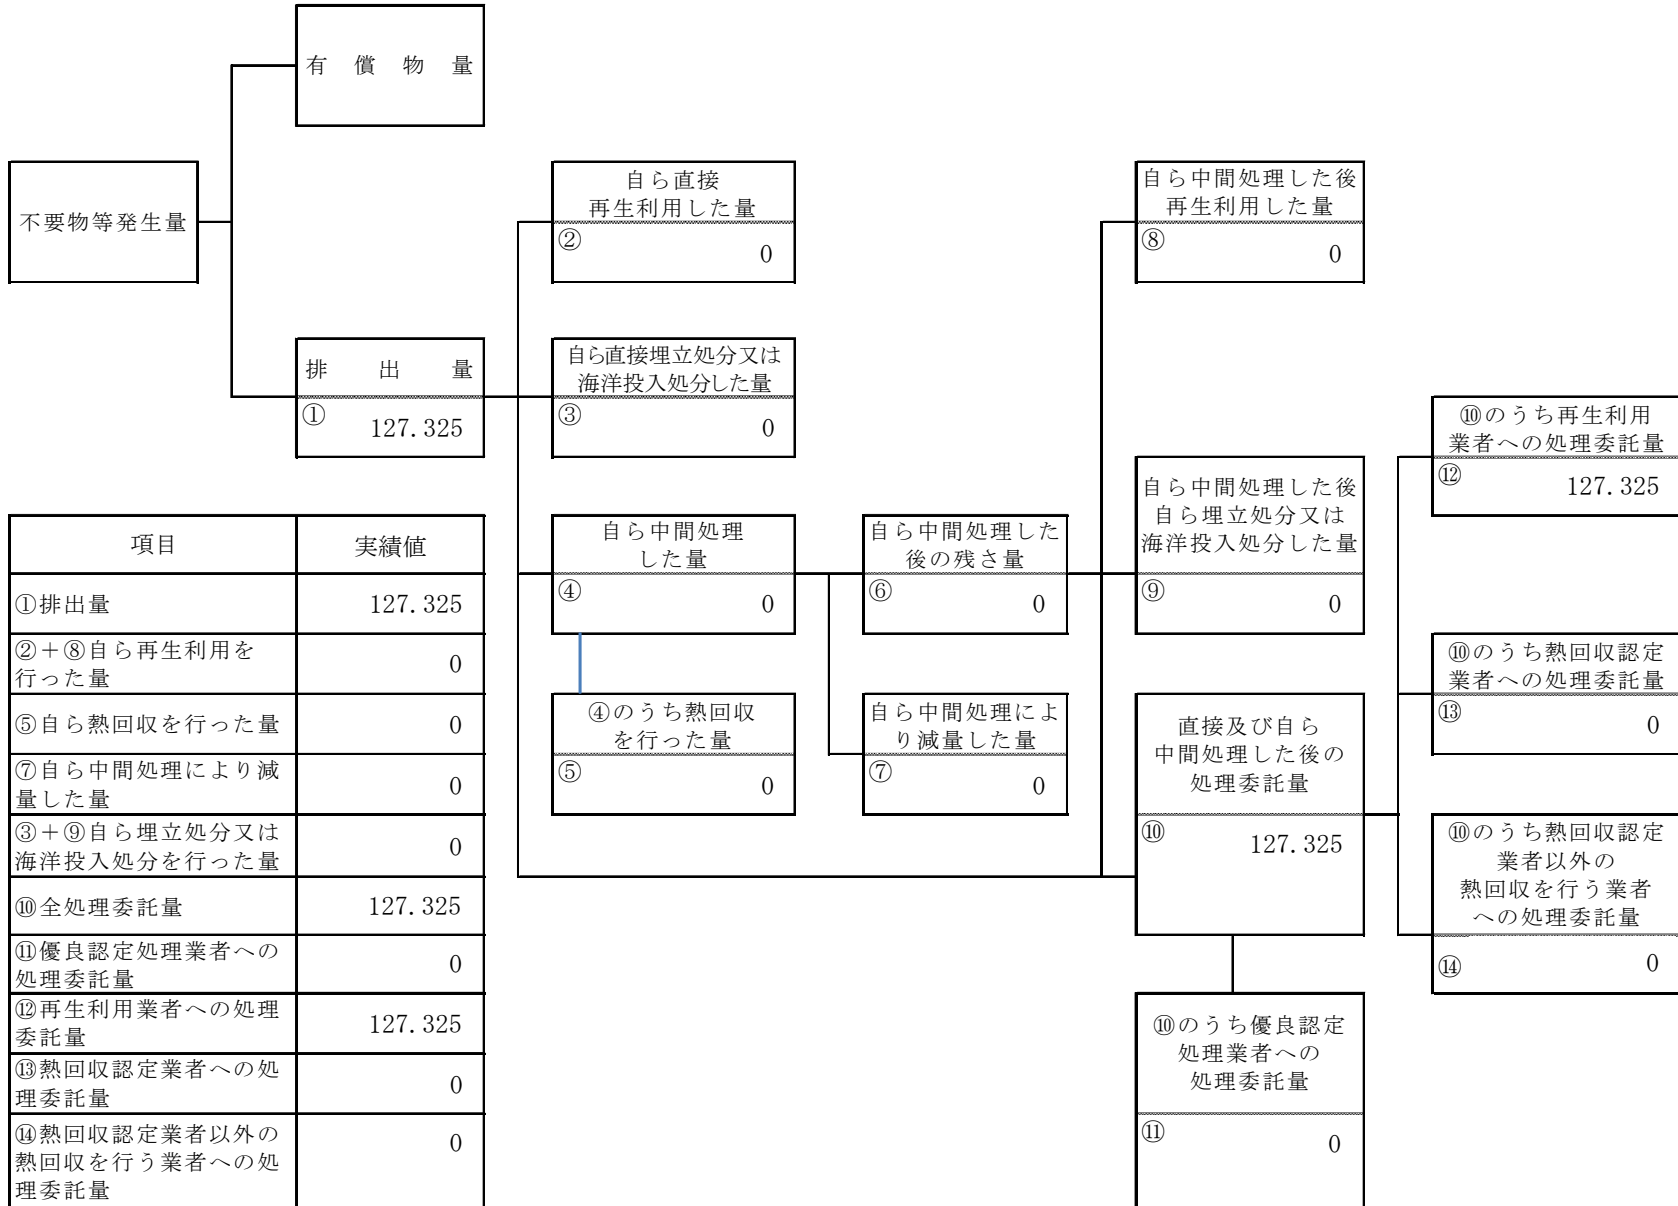 有償物量
不要物等発生量
自ら直接
再生利用した量
②
0
自ら中間処理した後
再生利用した量
⑧
0
排出量
①
127.325
自ら直接埋立処分又は
海洋投入処分した量
③
0
⑩のうち再生利用
業者への処理委託量
⑫
127.325
自ら中間処理した後
自ら埋立処分又は
海洋投入処分した量
⑨
0
自ら中間処理
した量
④
0
自ら中間処理した
後の残さ量
⑥
0
④のうち熱回収
を行った量
⑤
0
自ら中間処理によ
り減量した量
⑦
0
⑩のうち熱回収認定
業者への処理委託量
⑬
0
直接及び自ら
中間処理した後の
処理委託量
⑩
127.325
⑩のうち熱回収認定
業者以外の
熱回収を行う業者
への処理委託量
⑭
0
⑩のうち優良認定
処理業者への
処理委託量
⑪
0
項目 実績値
①排出量 127.325
②+⑧自ら再生利用を
行った量
0
⑤自ら熱回収を行った量 0
⑦自ら中間処理により減
量した量
0
③+⑨自ら埋立処分又は
海洋投入処分を行った量
0
⑩全処理委託量 127.325
⑪優良認定処理業者への
処理委託量
0
⑫再生利用業者への処理
委託量
127.325
⑬熱回収認定業者への処
理委託量
0
⑭熱回収認定業者以外の
熱回収を行う業者への処
理委託量
0